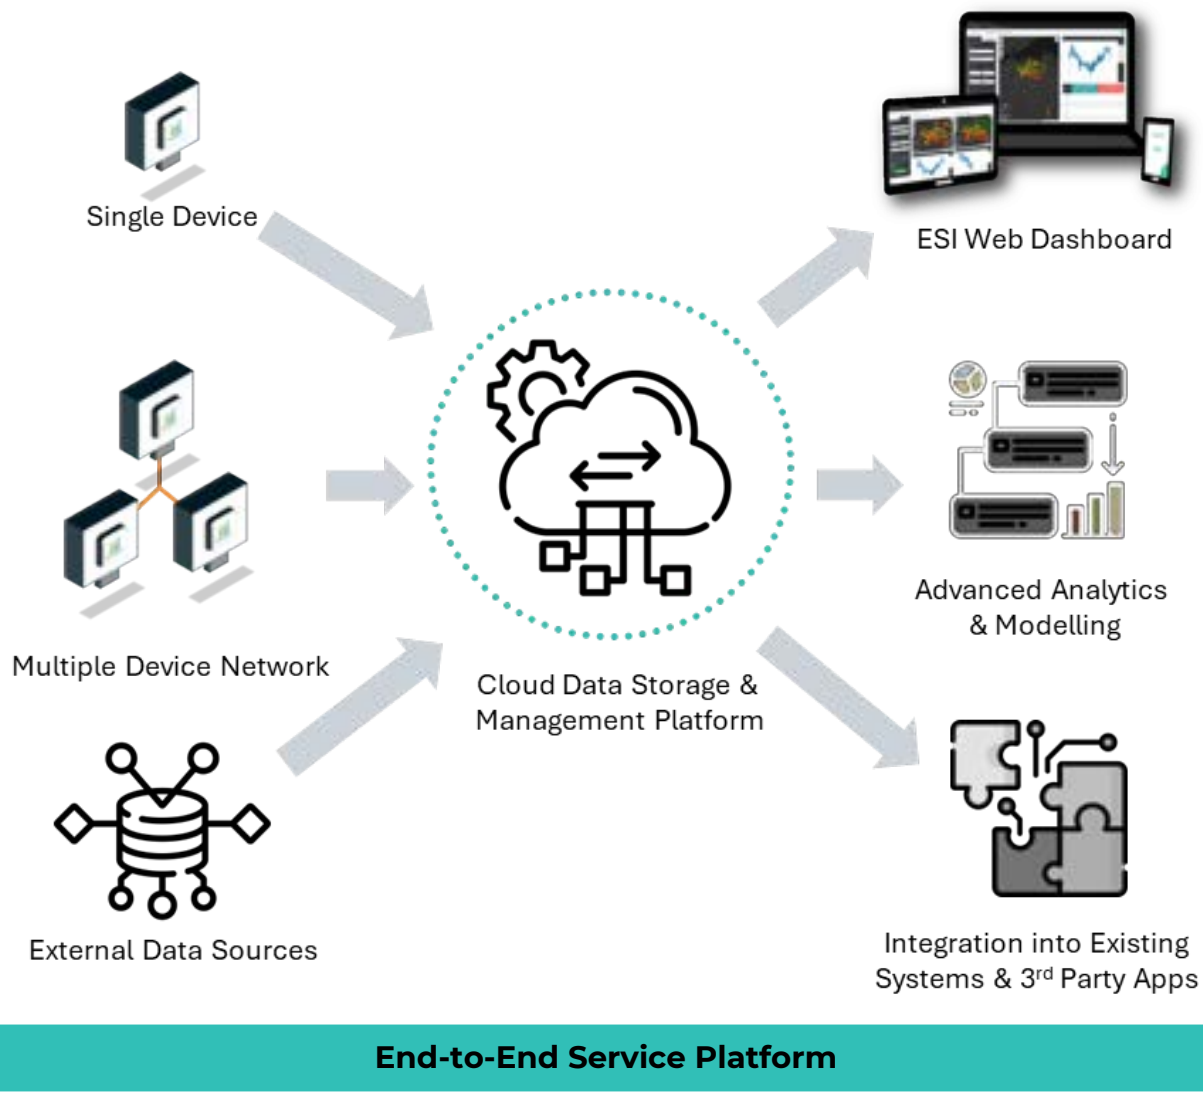 Single Device
ESI Web Dashboard
Multiple Device Network
Cloud Data Storage &
Management Platform
Advanced Analytics
& Modelling
External Data Sources
Integration into Existing
Systems & 3rd Party Apps
End-to-End Service Platform